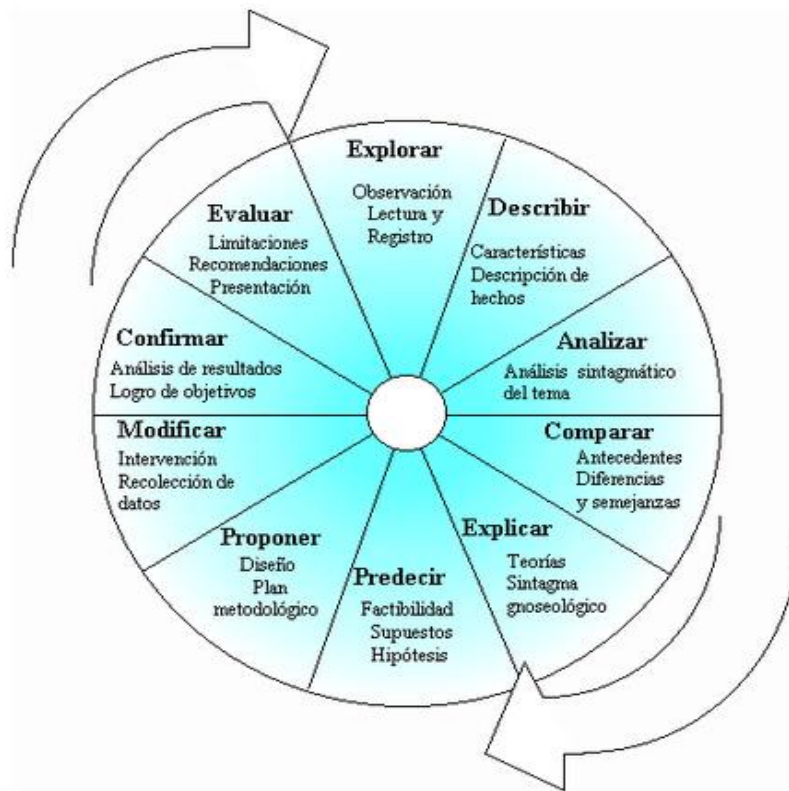 Explorar
Observación
Lectura y
Registro
Describir
Características
Descripción de
hechos
Analizar
Análisis sintagmático
del tema
Comparar
Antecedentes
Diferencias
y semejanzas
Explicar
Teorías
Sintagma
gnoseológico
Predecir
Factibilidad
Supuestos
Hipótesis
Proponer
Diseño
Plan
metodológico
Modificar
Intervención
Recolección de
datos
Confirmar
Análisis de resultados
Logro de objetivos
Evaluar
Limitaciones
Recomendaciones
Presentación